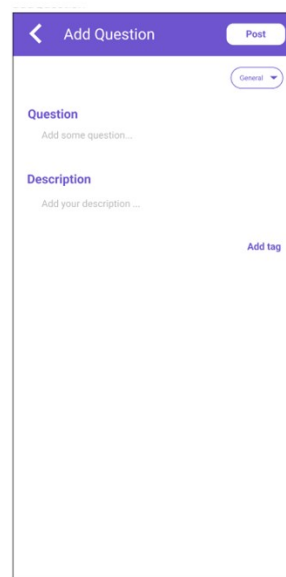 Add Question
Post
General
Question
Add some question...
Description
Add your description ...
Add tag